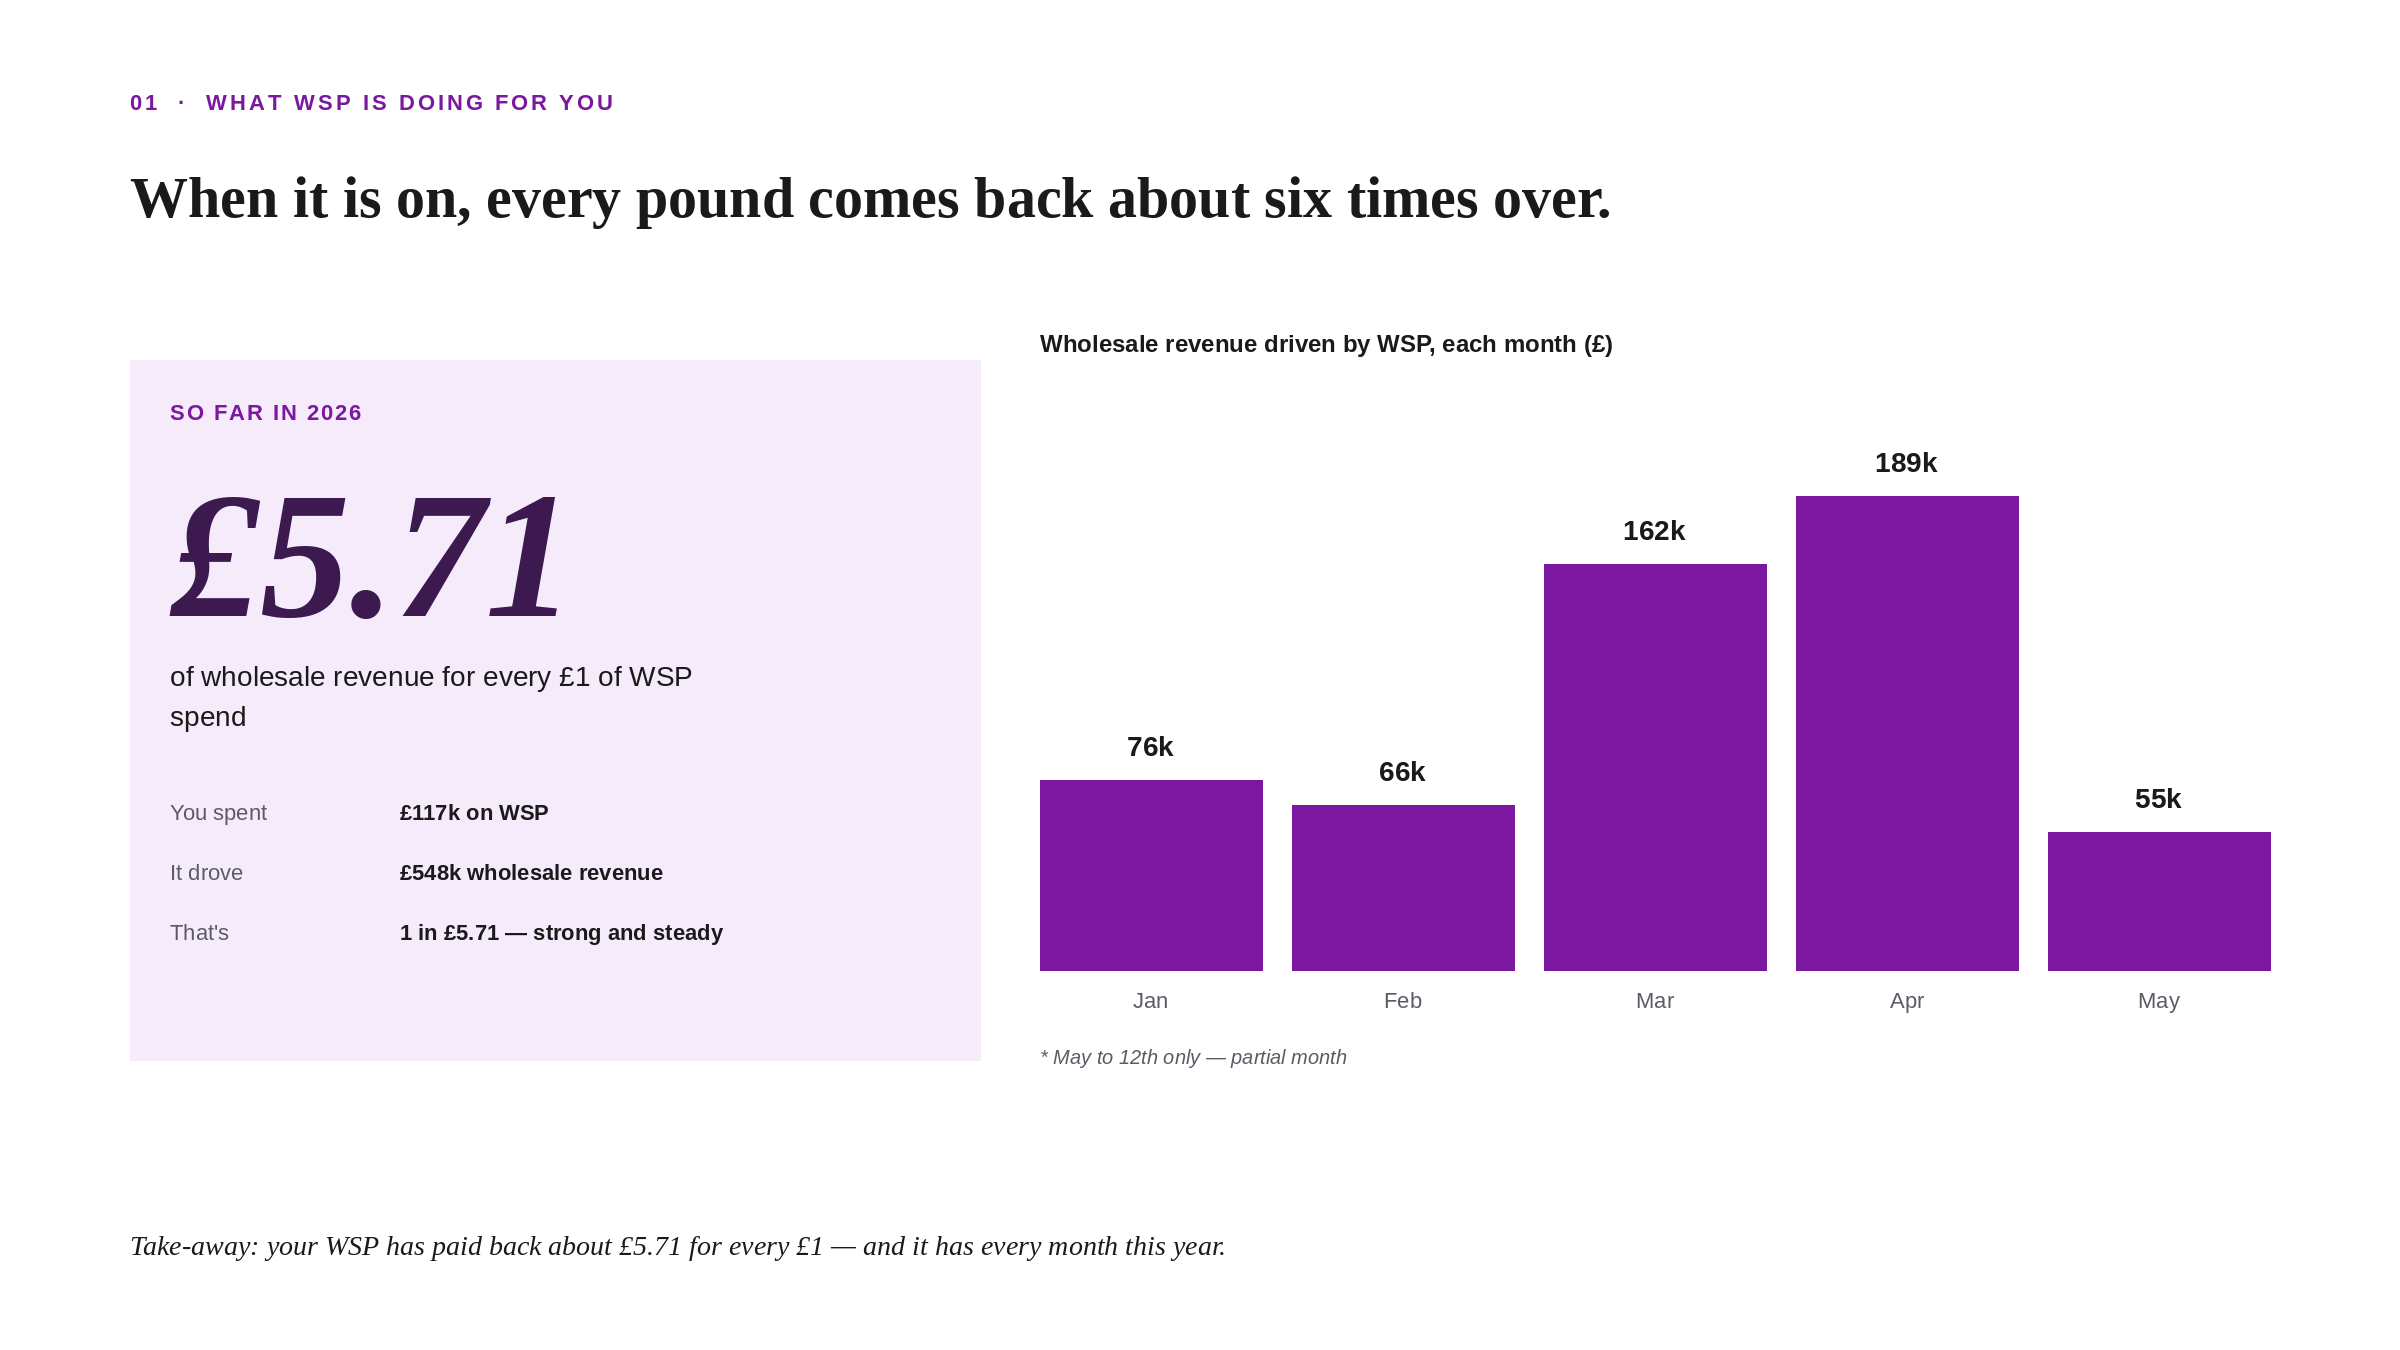 01 · WHAT WSP IS DOING FOR YOU
When it is on, every pound comes back about six times over.
SO FAR IN 2026
£5.71
of wholesale revenue for every £1 of WSP
spend
You spent £117k on WSP
It drove £548k wholesale revenue
That's 1 in £5.71 — strong and steady
Wholesale revenue driven by WSP, each month (£)
76k 66k 162k 189k 55k
Jan Feb Mar Apr May
* May to 12th only — partial month
Take-away: your WSP has paid back about £5.71 for every £1 — and it has every month this year.